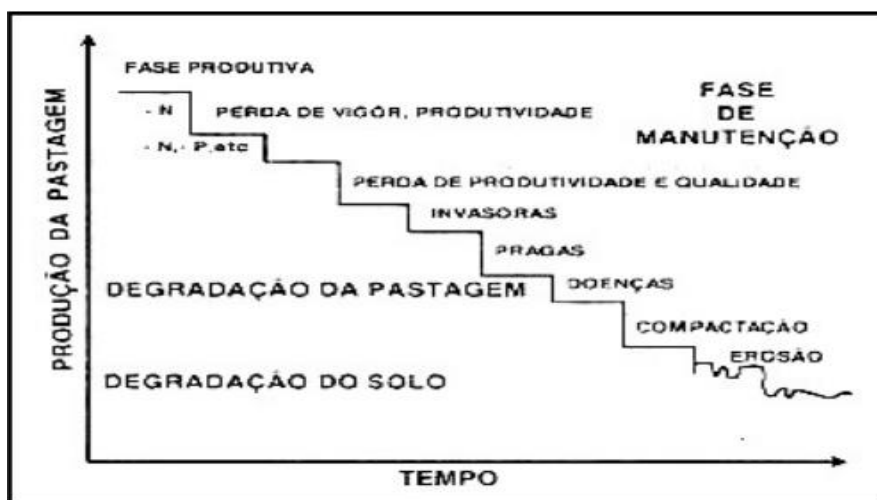 FASE PRODUTIVA
- N
PERDA DE VIGOR, PRODUTIVIDADE
- N,- P,etc
FASE
DE
MANUTENÇÃO
PERDA DE PRODUTIVIDADE E QUALIDADE
INVASORAS
PRAGAS
DEGRADAÇÃO DA PASTAGEM
DOENÇAS
COMPACTAÇÃO
EROSÃO
DEGRADAÇÃO DO SOLO
PRODUÇÃO DA PASTAGEM
TEMPO